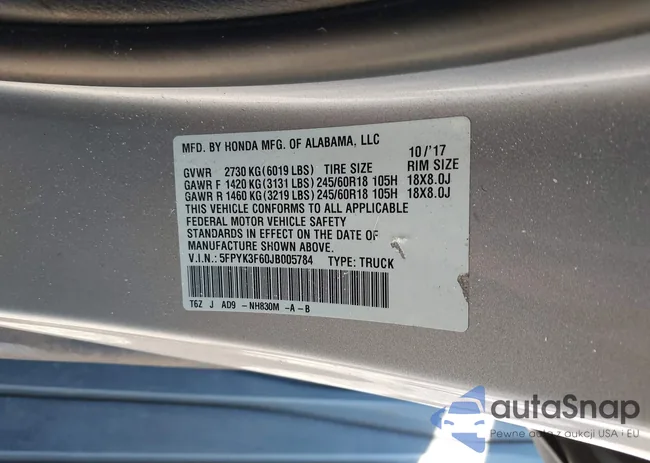 MFD. BY HONDA MFG. OF ALABAMA, LLC 10/'17
GVWR 2730 KG(6019 LBS) TIRE SIZE RIM SIZE
GAWR F 1420 KG(3131 LBS)245/60R18 105H 18X8.0J
GAWR R 1460 KG(3219 LBS)245/60R18 105H 18X8.0J
THIS VEHICLE CONFORMS TO ALL APPLICABLE
FEDERAL MOTOR VEHICLE SAFETY
STANDARDS IN EFFECT ON THE DATE OF
MANUFACTURE SHOWN ABOVE.
V.I.N.: 5FPYK3F60JB005784 TYPE: TRUCK
T6Z J AD9 -NH830M -A-B
autaSnap
Pewne auto z aukcji USA i EU